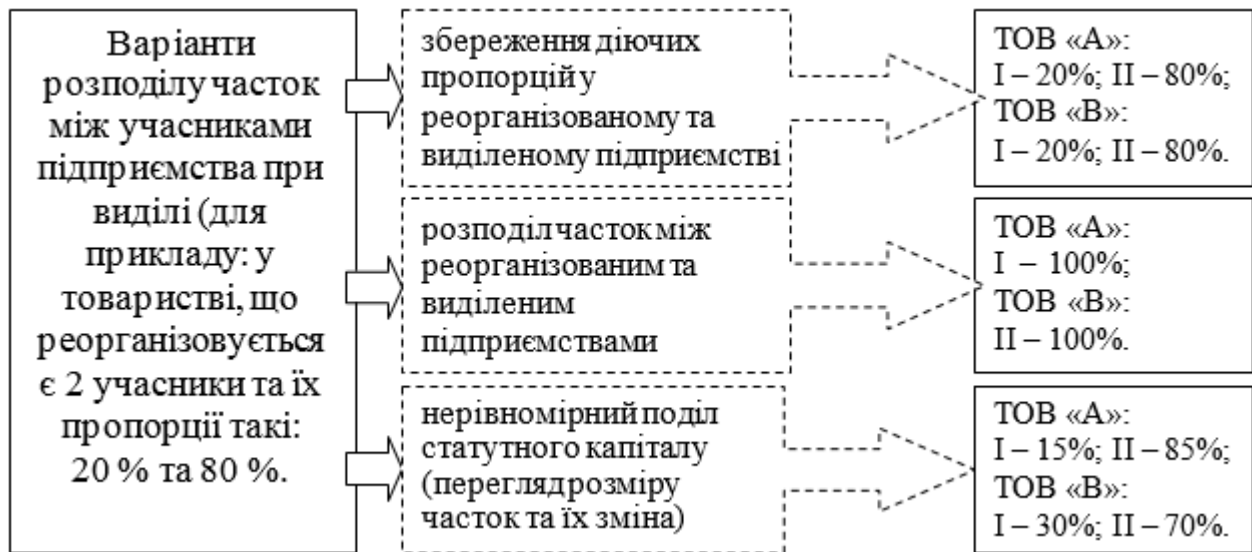 Варіанти
розподілу часток
між учасниками
підприємства при
виділі (для
прикладу: у
товаристві, що
реорганізовується
є 2 учасники та їх
пропорції такі:
20 % та 80 %.
збереження діючих
пропорцій у
реорганізованому та
виділеному підприємстві
ТОВ «А»:
І – 20%; ІІ – 80%;
ТОВ «В»:
І – 20%; ІІ – 80%.
розподіл часток між
реорганізованим та
виділеним
підприємствами
ТОВ «А»:
І – 100%;
ТОВ «В»:
ІІ – 100%.
нерівномірний поділ
статутного капіталу
(перегляд розміру
часток та їх зміна)
ТОВ «А»:
І – 15%; ІІ – 85%;
ТОВ «В»:
І – 30%; ІІ – 70%.